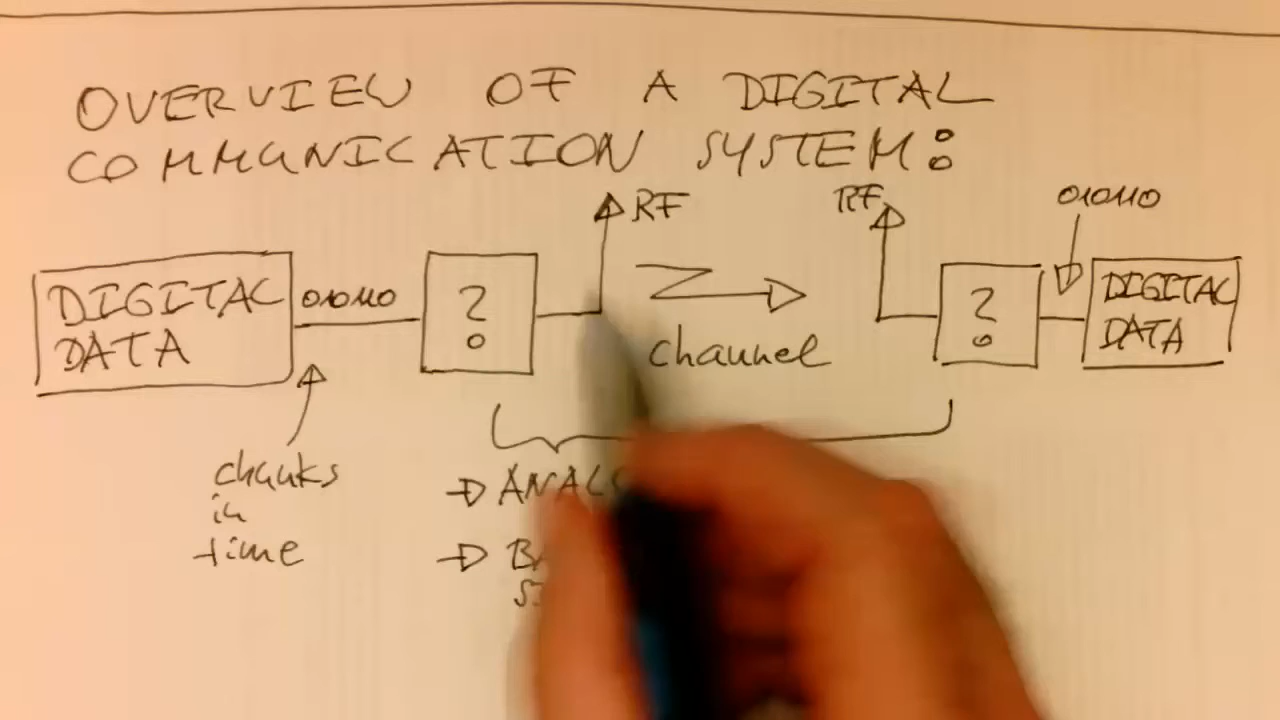 OVERVIEW OF A DIGITAL
COMMUNICATION SYSTEM:
RF
RF
010110
DIGITAL
DATA
010110
?
channel
?
DIGITAL
DATA
chunks
in
time
→
→